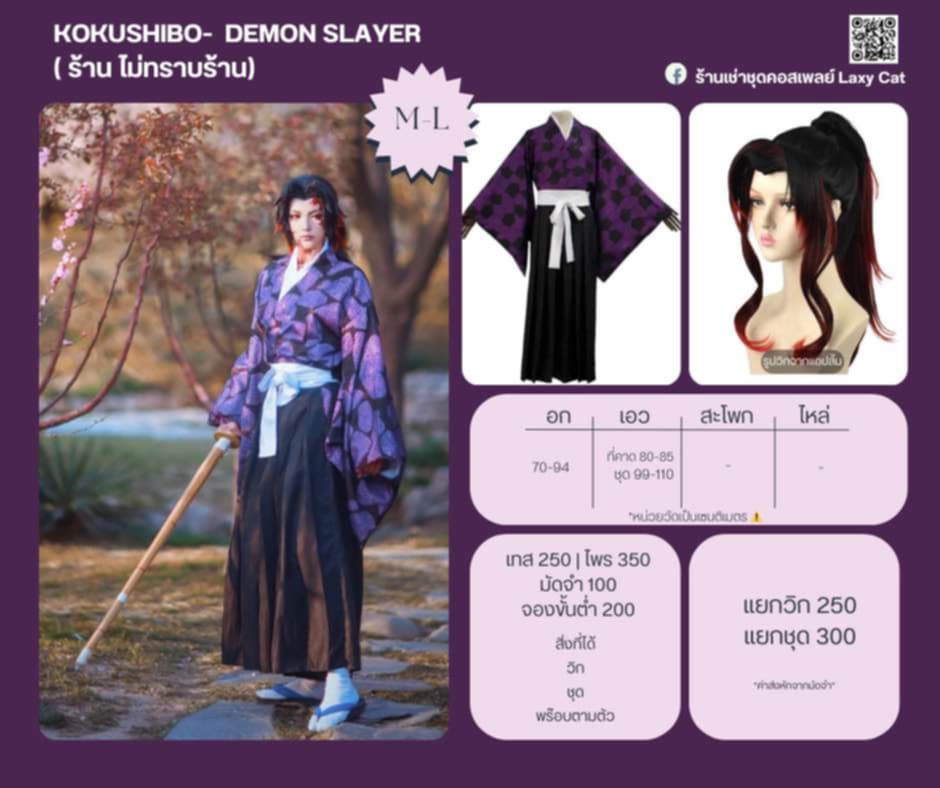 KOKUSHIBO- DEMON SLAYER
( ร้าน ไม่ทราบร้าน)
ร้านเช่าชุดคอสเพลย์ Laxy Cat
M-L
รูปวิกจากแอปส้ม
อก เอว สะโพก ไหล่
70-94 ที่คาด 80-85 - -
ชุด 99-110
*หน่วยวัดเป็นเซนติเมตร ⚠️
เทส 250 | ไพร 350
มัดจำ 100
จองขั้นต่ำ 200
สิ่งที่ได้
วิก
ชุด
พร๊อบตามตัว
แยกวิก 250
แยกชุด 300
*ค่าส่งหักจากมัดจำ*